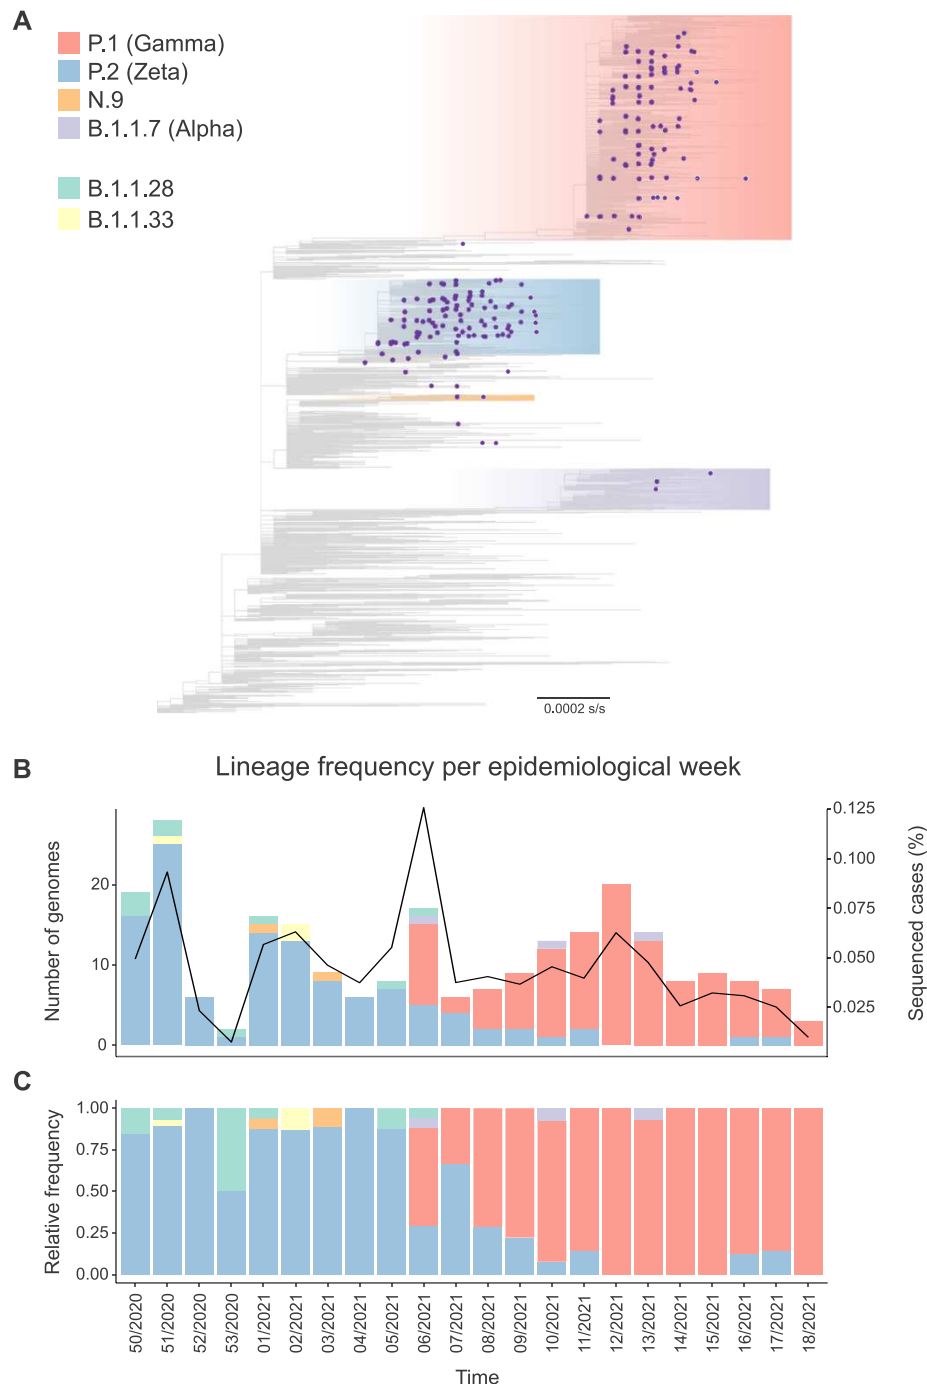 A
P.1 (Gamma)
P.2 (Zeta)
N.9
B.1.1.7 (Alpha)
B.1.1.28
B.1.1.33
0.0002 s/s
B
Lineage frequency per epidemiological week
Number of genomes
20
10
0
0.125
0.100
0.075
0.050
0.025
Sequenced cases (%)
C
Relative frequency
1.00
0.75
0.50
0.25
0.00
50/2020
51/2020
52/2020
53/2020
01/2021
02/2021
03/2021
04/2021
05/2021
06/2021
07/2021
08/2021
09/2021
10/2021
11/2021
12/2021
13/2021
14/2021
15/2021
16/2021
17/2021
18/2021
Time